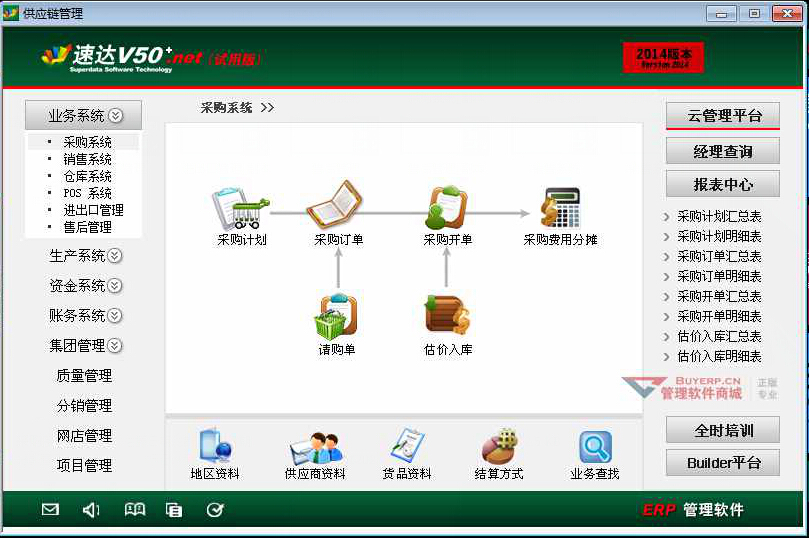 供应链管理
速达V50+.net (试用版)
Superdata Software Technology
2014版本
Version 2014
业务系统
采购系统
销售系统
仓库系统
POS 系统
进出口管理
售后管理
生产系统
资金系统
账务系统
集团管理
质量管理
分销管理
网店管理
项目管理
采购系统 >>
采购计划
采购订单
采购开单
采购费用分摊
请购单
估价入库
地区资料
供应商资料
货品资料
结算方式
业务查找
云管理平台
经理查询
报表中心
采购计划汇总表
采购计划明细表
采购订单汇总表
采购订单明细表
采购开单汇总表
采购开单明细表
估价入库汇总表
估价入库明细表
BUYERP.CN
管理软件商城
正版
专业
全时培训
Builder平台
ERP 管理软件